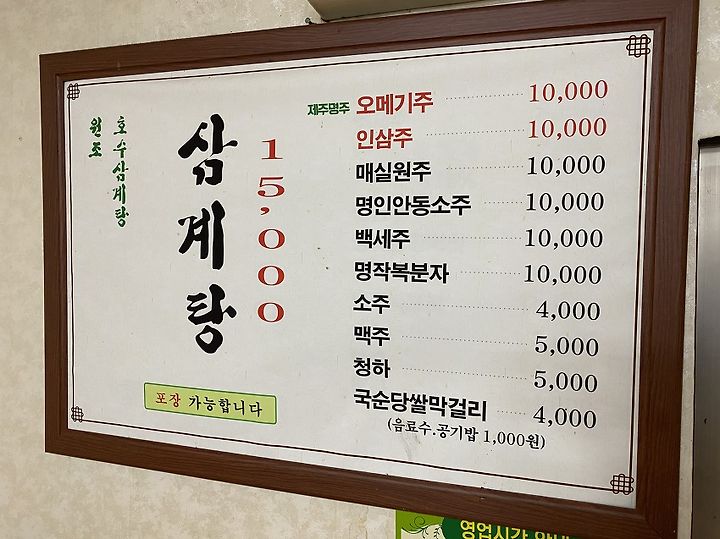 원조
호수삼계탕
삼계탕
15,000
포장 가능합니다
제주명주 오메기주 10,000
인삼주 10,000
매실원주 10,000
명인안동소주 10,000
백세주 10,000
명작복분자 10,000
소주 4,000
맥주 5,000
청하 5,000
국순당쌀막걸리 4,000
(음료수.공기밥 1,000원)
영업시간